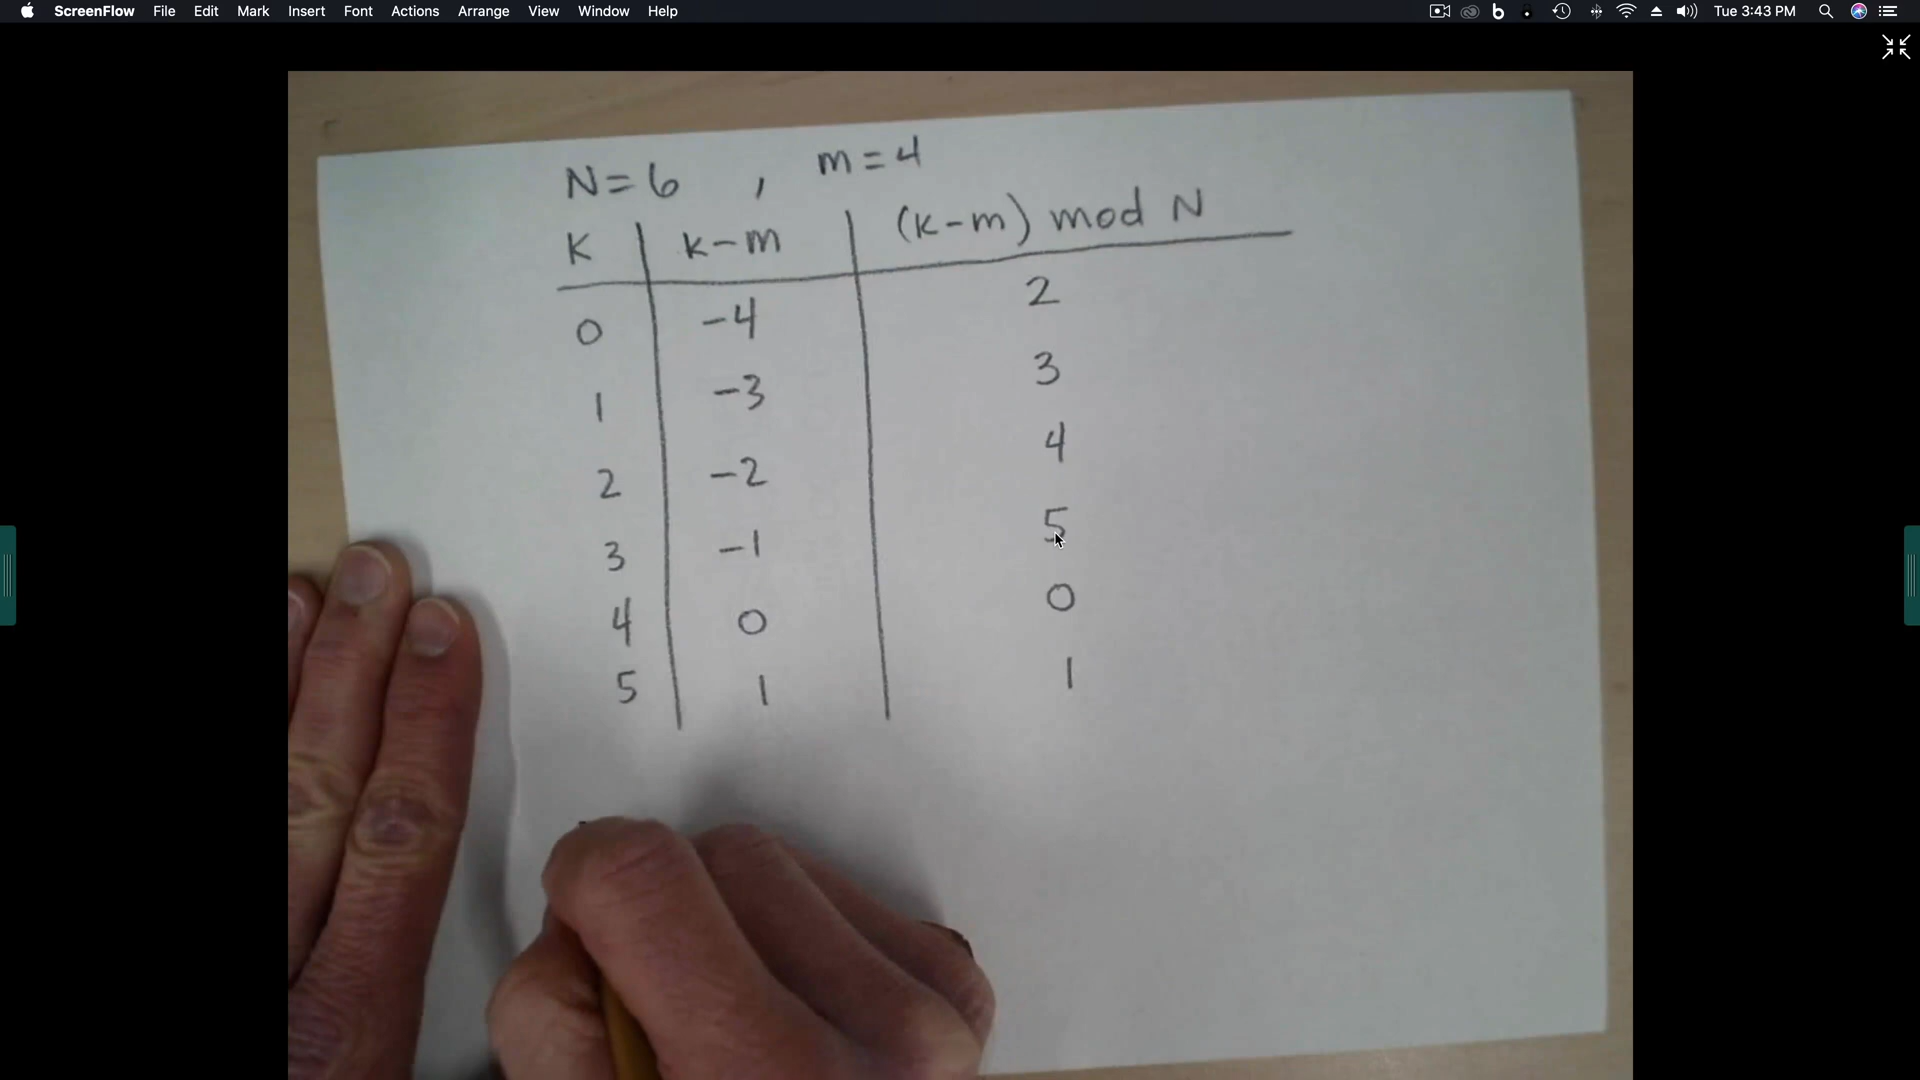 ScreenFlow File Edit Mark Insert Font Actions Arrange View Window Help Tue 3:43 PM
N=6 , m=4
K k-m (k-m) mod N
0 -4 2
1 -3 3
2 -2 4
3 -1 5
4 0 0
5 1 1